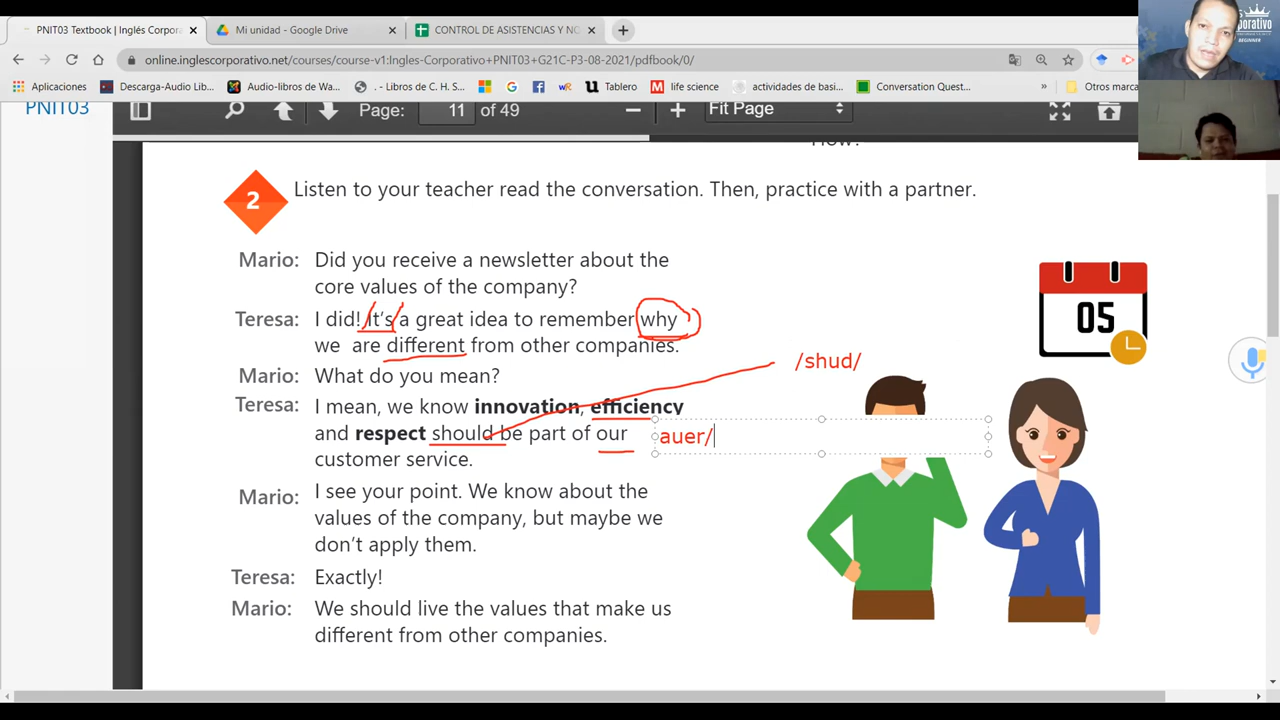 PNIT03 Textbook | Inglés Corpora
Mi unidad - Google Drive
CONTROL DE ASISTENCIAS Y NO
online.inglescorporativo.net/courses/course-v1:Ingles corporativo+PNIT03+G21C-P3-08-2021/pdfbook/0/
Aplicaciones
Descarga-Audio Lib...
Audio-libros de Wa...
. - Libros de C. H. S...
Tablero
life science
actividades de basi...
Conversation Quest...
»
Otros marca
corporativo
BEGINNER
PNIT03
Page: 11 of 49
Fit Page
2
Listen to your teacher read the conversation. Then, practice with a partner.
Mario: Did you receive a newsletter about the
core values of the company?
Teresa: I did! It's a great idea to remember why
we are different from other companies.
/shud/
Mario: What do you mean?
Teresa: I mean, we know innovation, efficiency
and respect should be part of our
auer/
customer service.
Mario: I see your point. We know about the
values of the company, but maybe we
don't apply them.
Teresa: Exactly!
Mario: We should live the values that make us
different from other companies.
05